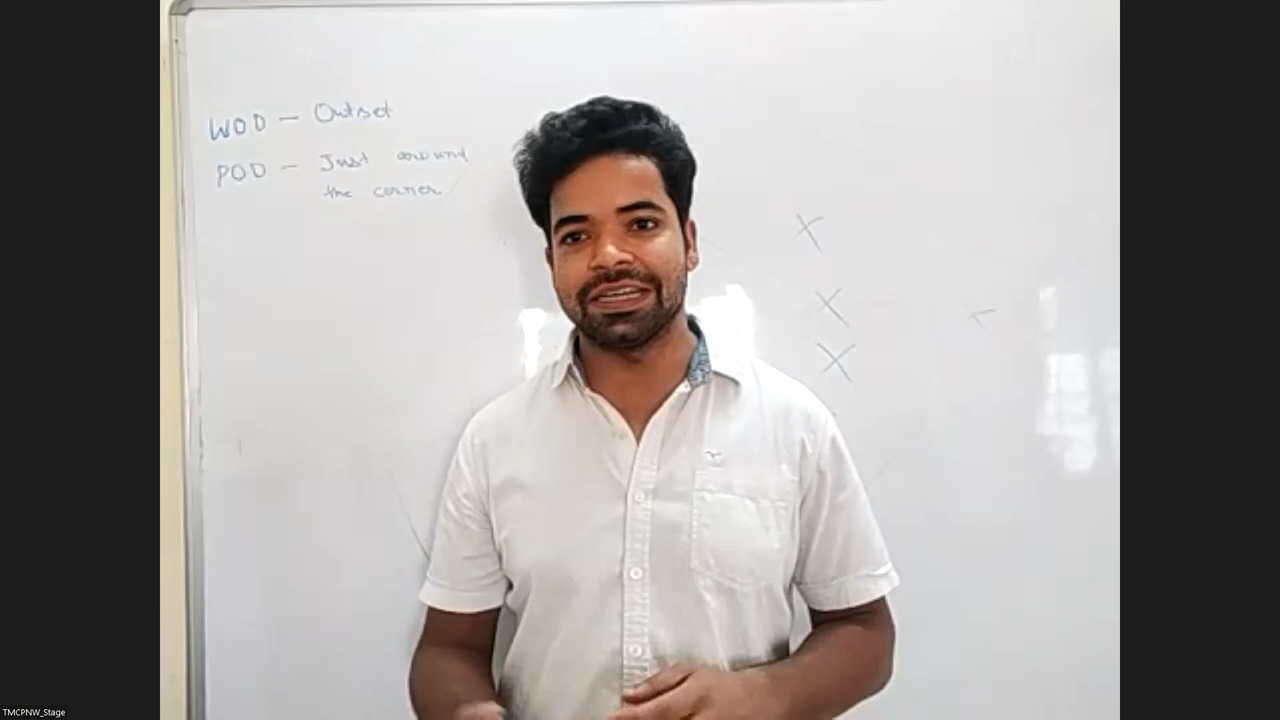 WOD - Outset
POD - Just around
the corner
TMCPNW_Stage